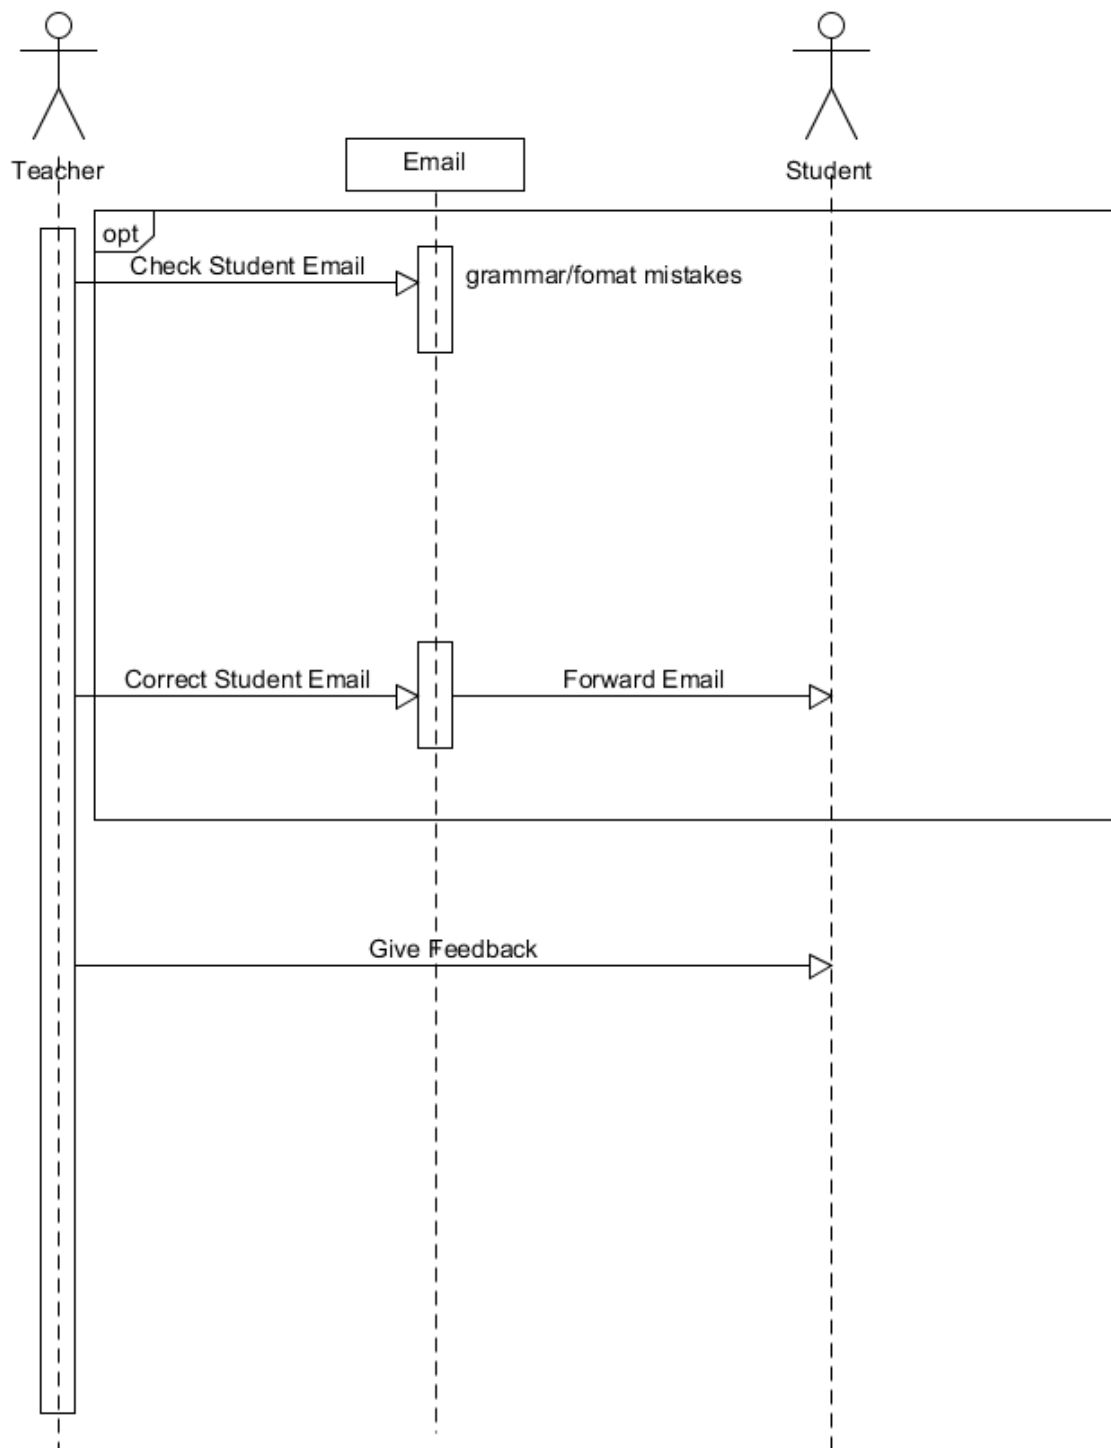 Teacher
Email
Student
opt
Check Student Email
grammar/fomat mistakes
Correct Student Email
Forward Email
Give Feedback